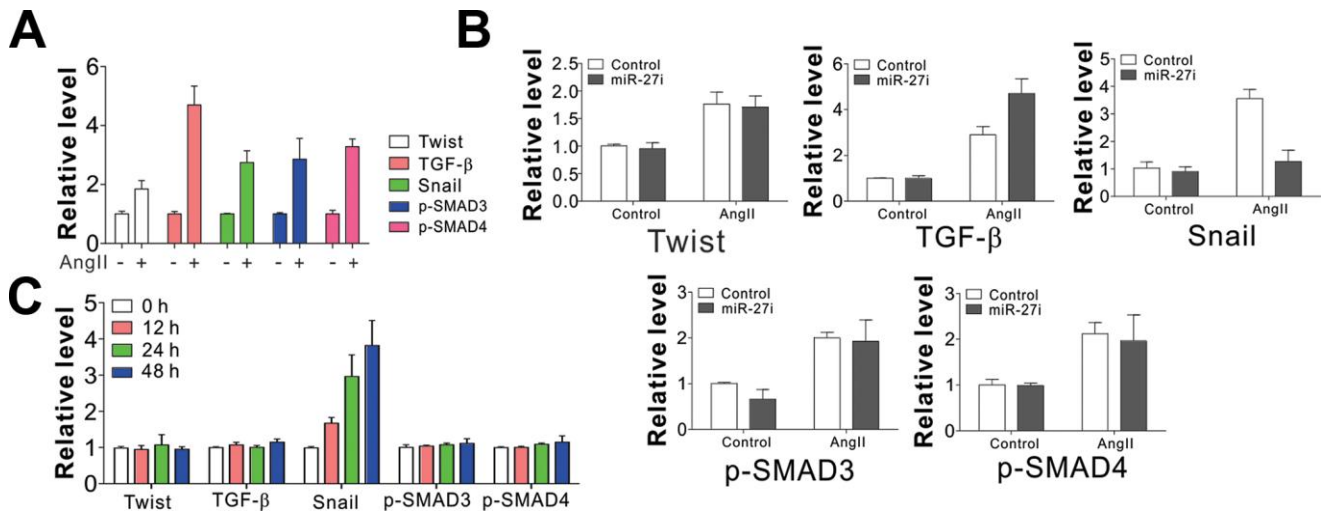 A
Relative level
6
4
2
0
AngII - + - + - + - + - +
Twist
TGF-β
Snail
p-SMAD3
p-SMAD4
B
Relative level
2.5
2.0
1.5
1.0
0.5
0.0
Control
miR-27i
Control AngII
Twist
Relative level
6
4
2
0
Control
miR-27i
Control AngII
TGF-β
Relative level
5
4
3
2
1
0
Control
miR-27i
Control AngII
Snail
Relative level
3
2
1
0
Control
miR-27i
Control AngII
p-SMAD3
Relative level
3
2
1
0
Control
miR-27i
Control AngII
p-SMAD4
C
Relative level
5
4
3
2
1
0
0 h
12 h
24 h
48 h
Twist TGF-β Snail p-SMAD3 p-SMAD4